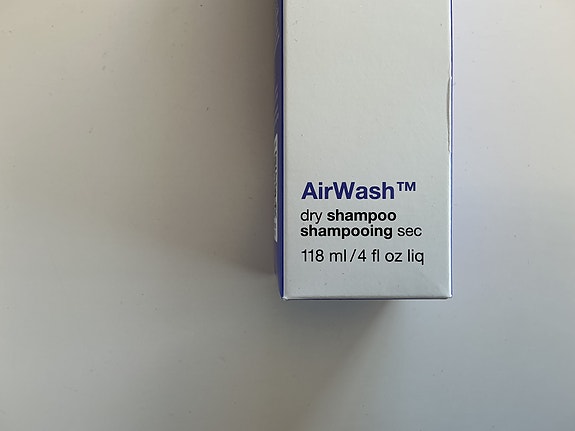 AirWash™
dry shampoo
shampooing sec
118 ml/4 fl oz liq